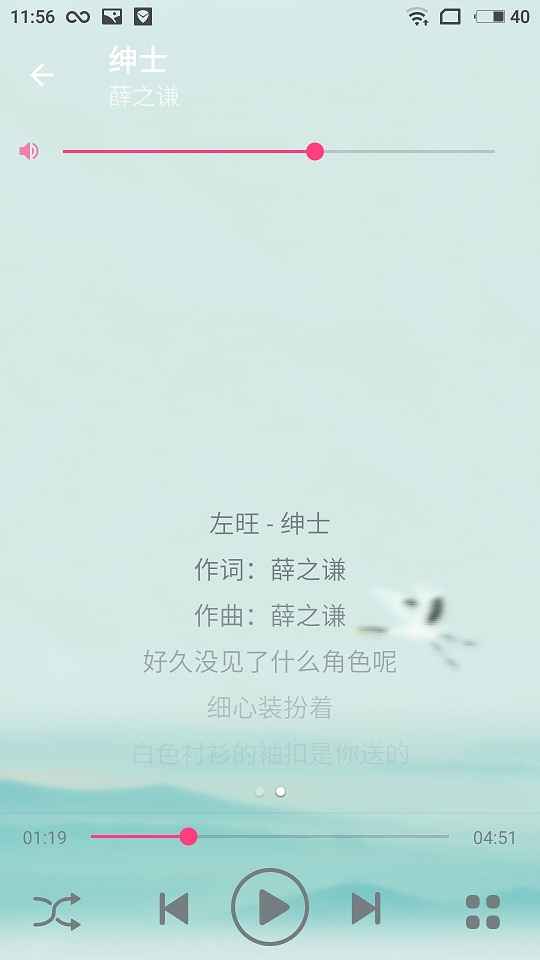 11:56
40
绅士
薛之谦
左旺 - 绅士
作词：薛之谦
作曲：薛之谦
好久没见了什么角色呢
细心装扮着
白色衬衫的袖扣是你送的
01:19
04:51